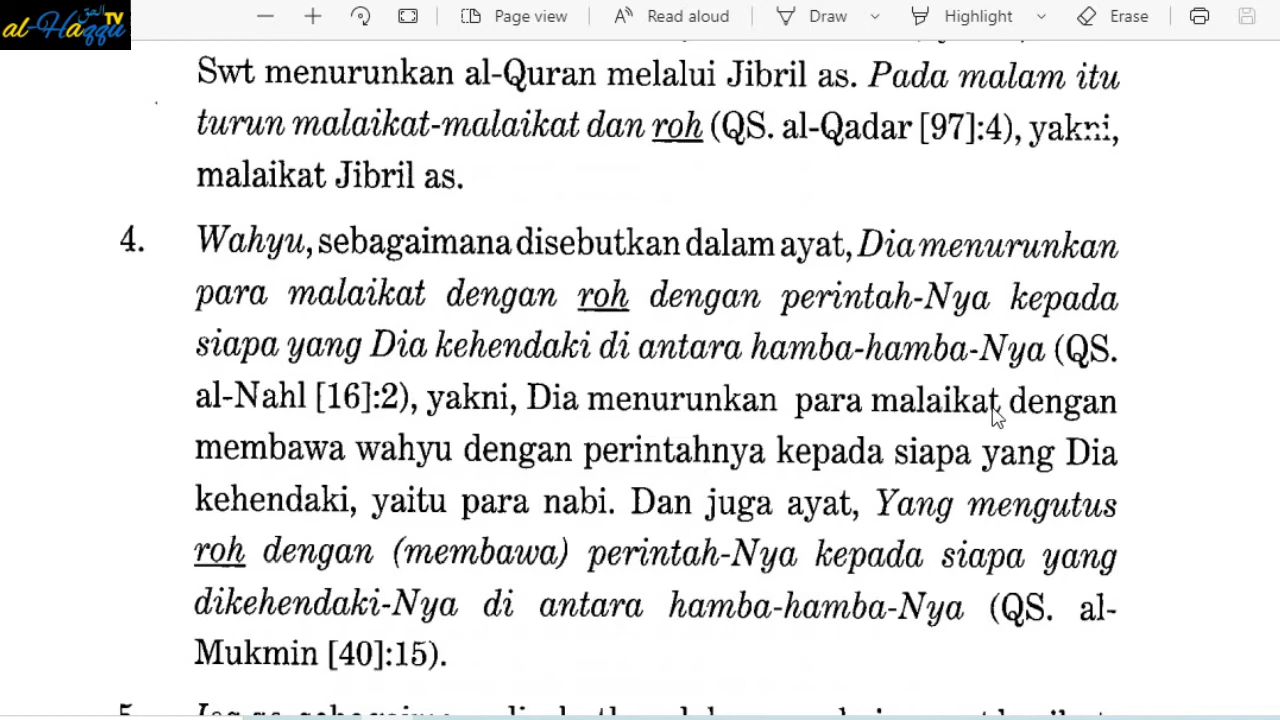 الحق TV
al-Haqqu
Page view
Read aloud
Draw
Highlight
Erase
Swt menurunkan al-Quran melalui Jibril as. Pada malam itu
turun malaikat-malaikat dan roh (QS. al-Qadar [97]:4), yakni,
malaikat Jibril as.
4. Wahyu, sebagaimana disebutkan dalam ayat, Dia menurunkan
para malaikat dengan roh dengan perintah-Nya kepada
siapa yang Dia kehendaki di antara hamba-hamba-Nya (QS.
al-Nahl [16]:2), yakni, Dia menurunkan para malaikat dengan
membawa wahyu dengan perintahnya kepada siapa yang Dia
kehendaki, yaitu para nabi. Dan juga ayat, Yang mengutus
roh dengan (membawa) perintah-Nya kepada siapa yang
dikehendaki-Nya di antara hamba-hamba-Nya (QS. al-
Mukmin [40]:15).
5.